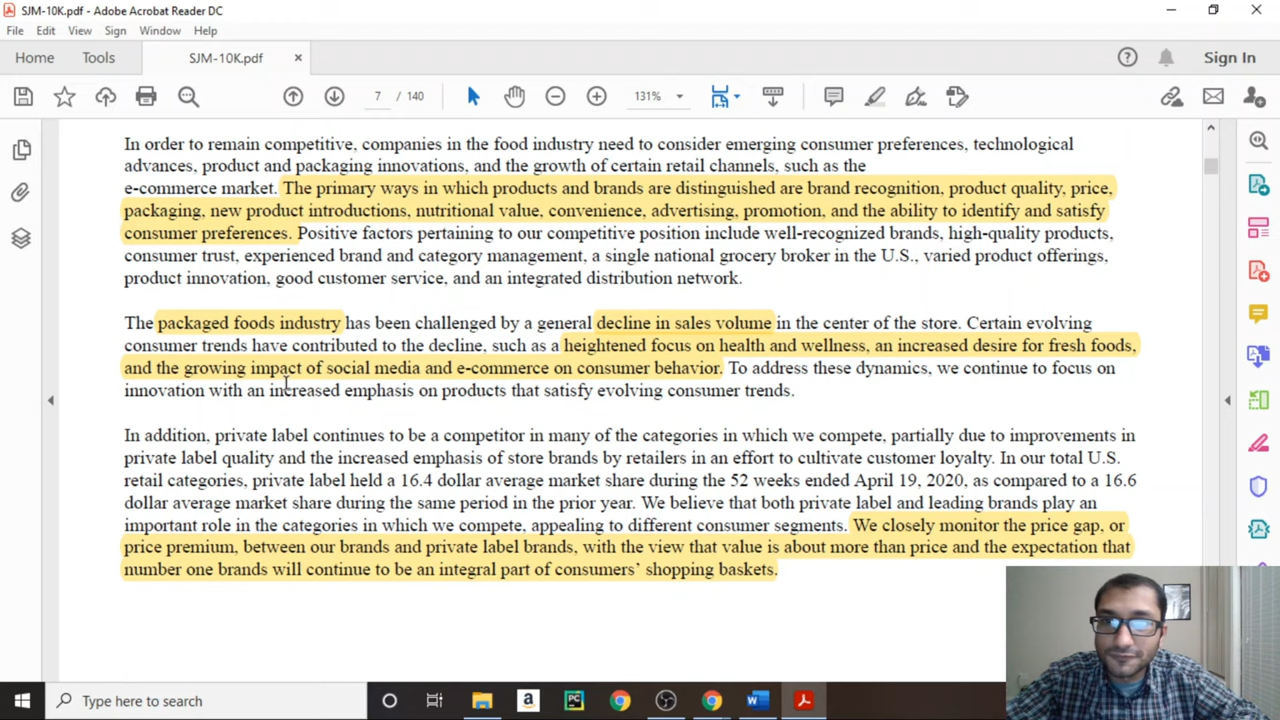 SJM-10K.pdf - Adobe Acrobat Reader DC
File Edit View Sign Window Help
Home Tools SJM-10K.pdf × Sign In
7 / 140 131%
In order to remain competitive, companies in the food industry need to consider emerging consumer preferences, technological
advances, product and packaging innovations, and the growth of certain retail channels, such as the
e-commerce market. The primary ways in which products and brands are distinguished are brand recognition, product quality, price,
packaging, new product introductions, nutritional value, convenience, advertising, promotion, and the ability to identify and satisfy
consumer preferences. Positive factors pertaining to our competitive position include well-recognized brands, high-quality products,
consumer trust, experienced brand and category management, a single national grocery broker in the U.S., varied product offerings,
product innovation, good customer service, and an integrated distribution network.
The packaged foods industry has been challenged by a general decline in sales volume in the center of the store. Certain evolving
consumer trends have contributed to the decline, such as a heightened focus on health and wellness, an increased desire for fresh foods,
and the growing impact of social media and e-commerce on consumer behavior. To address these dynamics, we continue to focus on
innovation with an increased emphasis on products that satisfy evolving consumer trends.
In addition, private label continues to be a competitor in many of the categories in which we compete, partially due to improvements in
private label quality and the increased emphasis of store brands by retailers in an effort to cultivate customer loyalty. In our total U.S.
retail categories, private label held a 16.4 dollar average market share during the 52 weeks ended April 19, 2020, as compared to a 16.6
dollar average market share during the same period in the prior year. We believe that both private label and leading brands play an
important role in the categories in which we compete, appealing to different consumer segments. We closely monitor the price gap, or
price premium, between our brands and private label brands, with the view that value is about more than price and the expectation that
number one brands will continue to be an integral part of consumers’ shopping baskets.
Type here to search